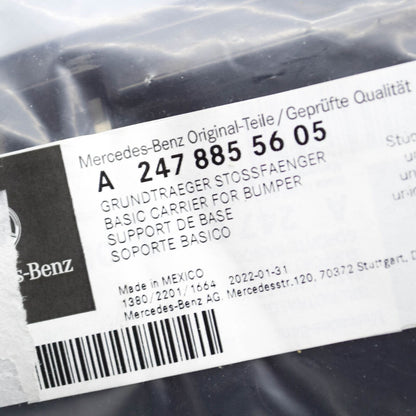 Mercedes-Benz Original-Teile/Geprüfte Qualität
A 247 885 56 05
GRUNDTRAEGER STOSSFAENGER
BASIC CARRIER FOR BUMPER
SUPPORT DE BASE
SOPORTE BASICO
s-Benz
Made in MEXICO
1380/2201/1664 2022-01-31
Mercedes-Benz AG, Mercedesstr.120, 70372 Stuttgart, D